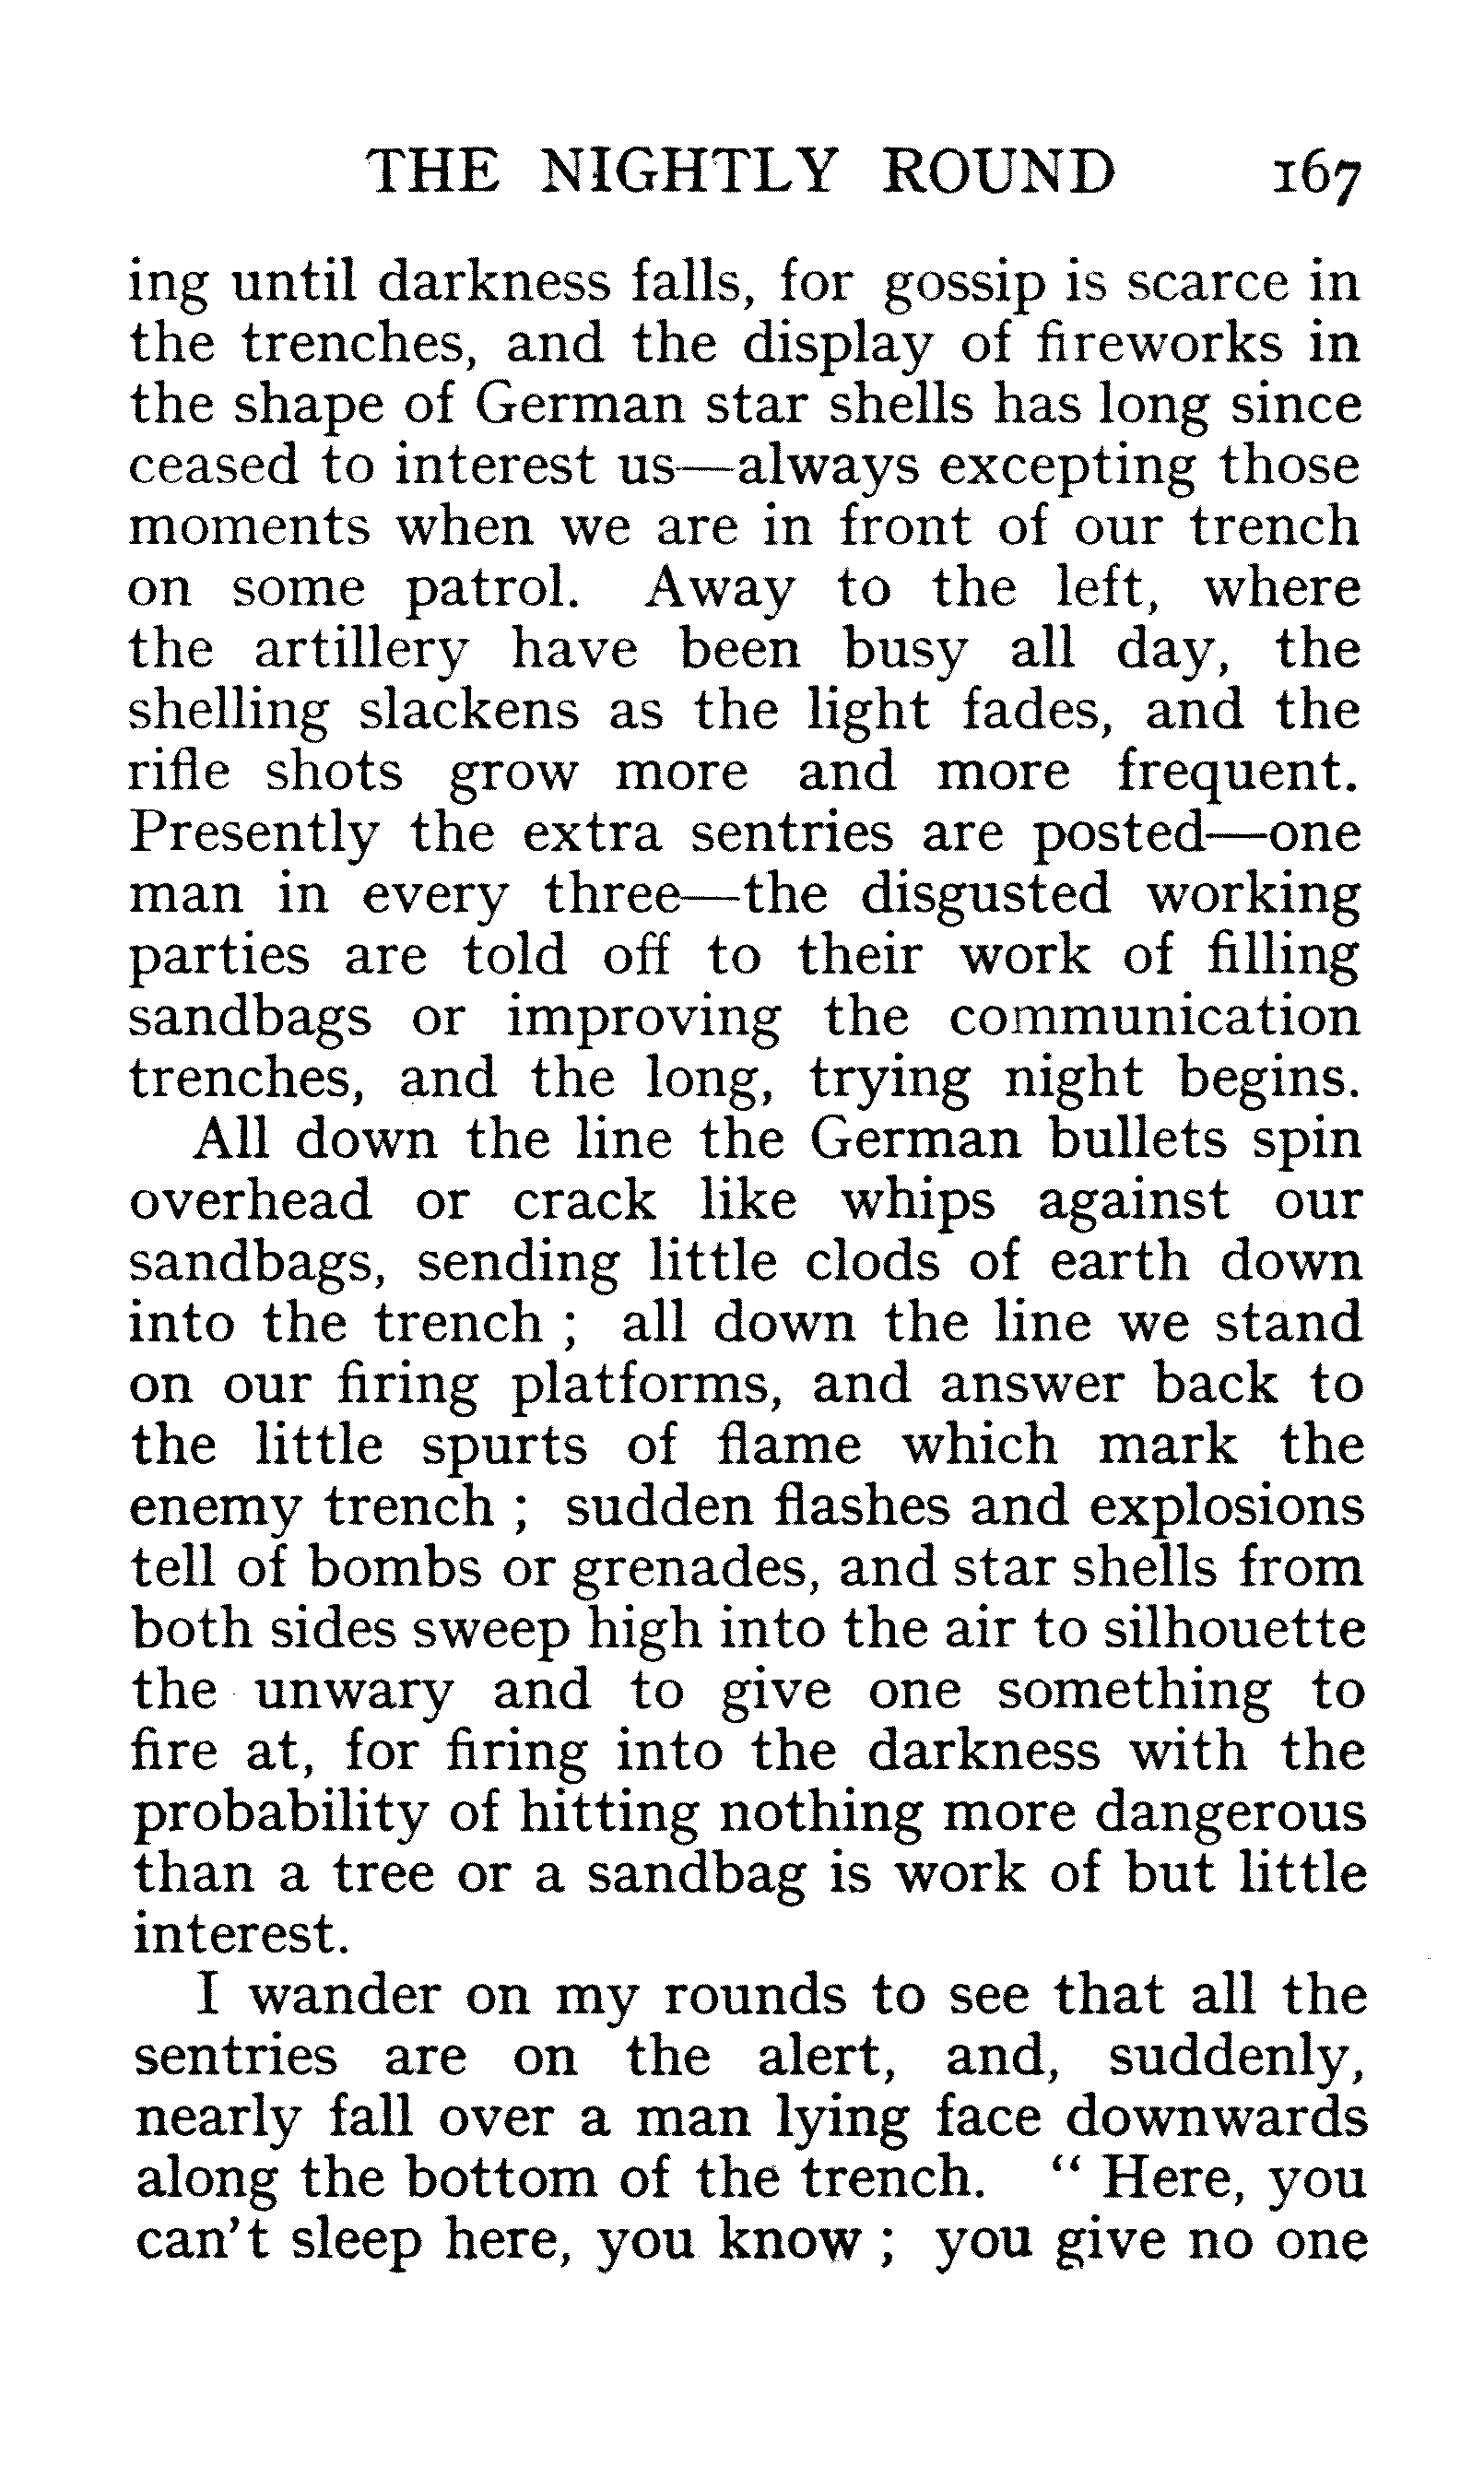 THE NIGHTLY ROUND 167
ing until darkness falls, for gossip is scarce in
the trenches, and the display of fireworks in
the shape of German star shells has long since
ceased to interest us—always excepting those
moments when we are in front of our trench
on some patrol. Away to the left, where
the artillery have been busy all day, the
shelling slackens as the light fades, and the
rifle shots grow more and more frequent.
Presently the extra sentries are posted—one
man in every three—the disgusted working
parties are told off to their work of filling
sandbags or improving the communication
trenches, and the long, trying night begins.
All down the line the German bullets spin
overhead or crack like whips against our
sandbags, sending little clods of earth down
into the trench ; all down the line we stand
on our firing platforms, and answer back to
the little spurts of flame which mark the
enemy trench ; sudden flashes and explosions
tell of bombs or grenades, and star shells from
both sides sweep high into the air to silhouette
the unwary and to give one something to
fire at, for firing into the darkness with the
probability of hitting nothing more dangerous
than a tree or a sandbag is work of but little
interest.
I wander on my rounds to see that all the
sentries are on the alert, and, suddenly,
nearly fall over a man lying face downwards
along the bottom of the trench. “ Here, you
can’t sleep here, you know ; you give no one